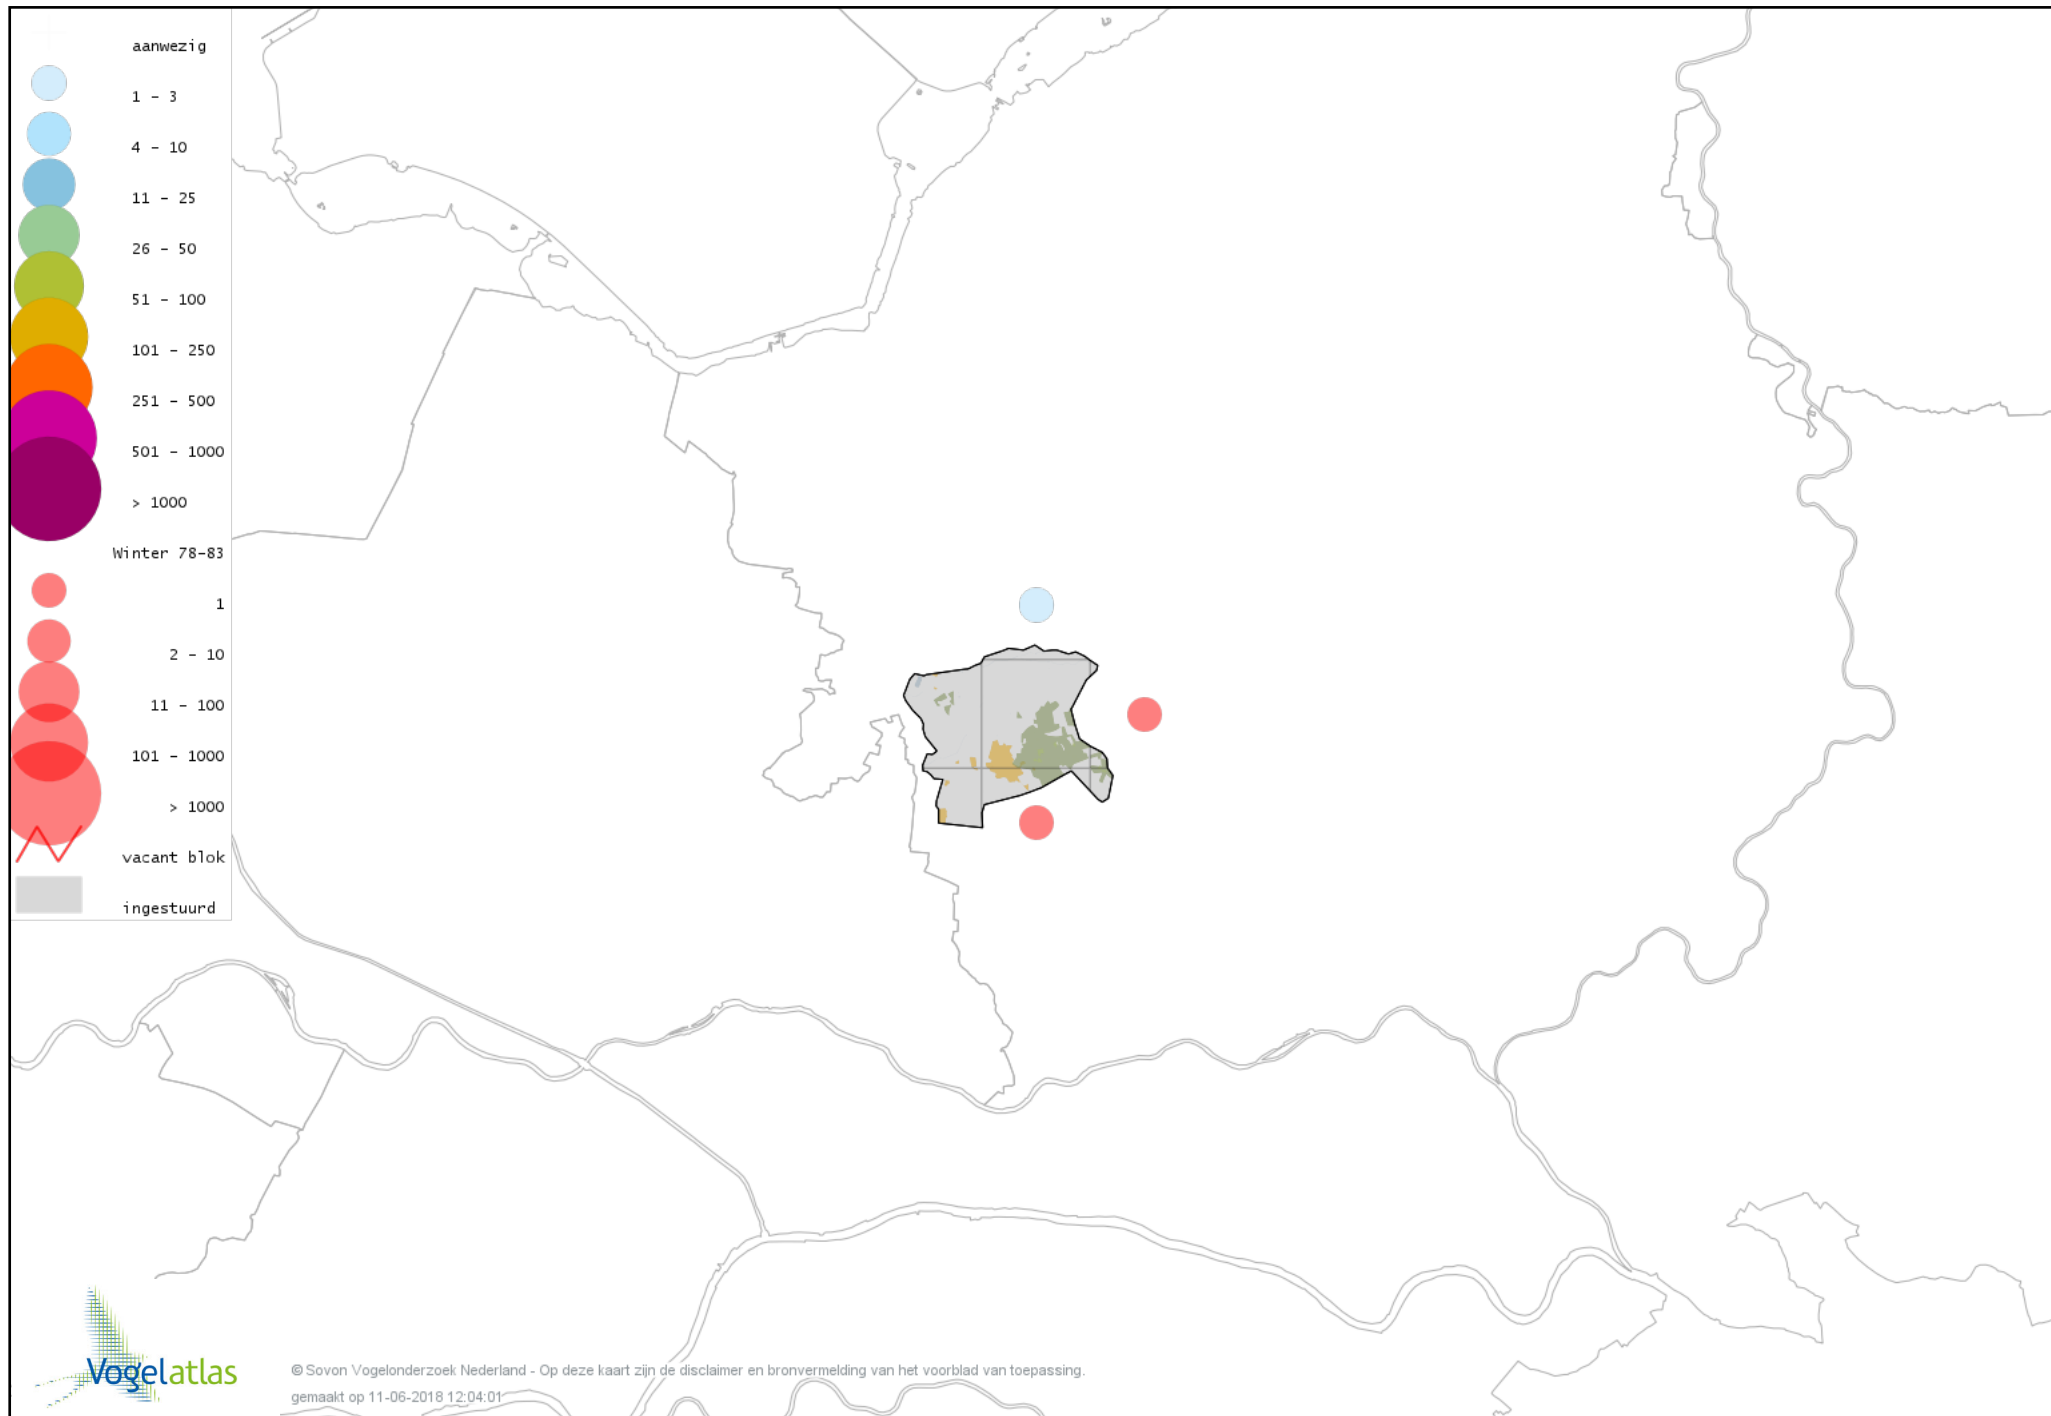 aanwezig
1 - 3
4 - 10
11 - 25
26 - 50
51 - 100
101 - 250
251 - 500
501 - 1000
> 1000
Winter 78-83
1
2 - 10
11 - 100
101 - 1000
> 1000
vacant blok
ingestuurd
Vogelatlas
© Sovon Vogelonderzoek Nederland - Op deze kaart zijn de disclaimer en bronvermelding van het voorblad van toepassing.
gemaakt op 11-06-2018 12:04:01